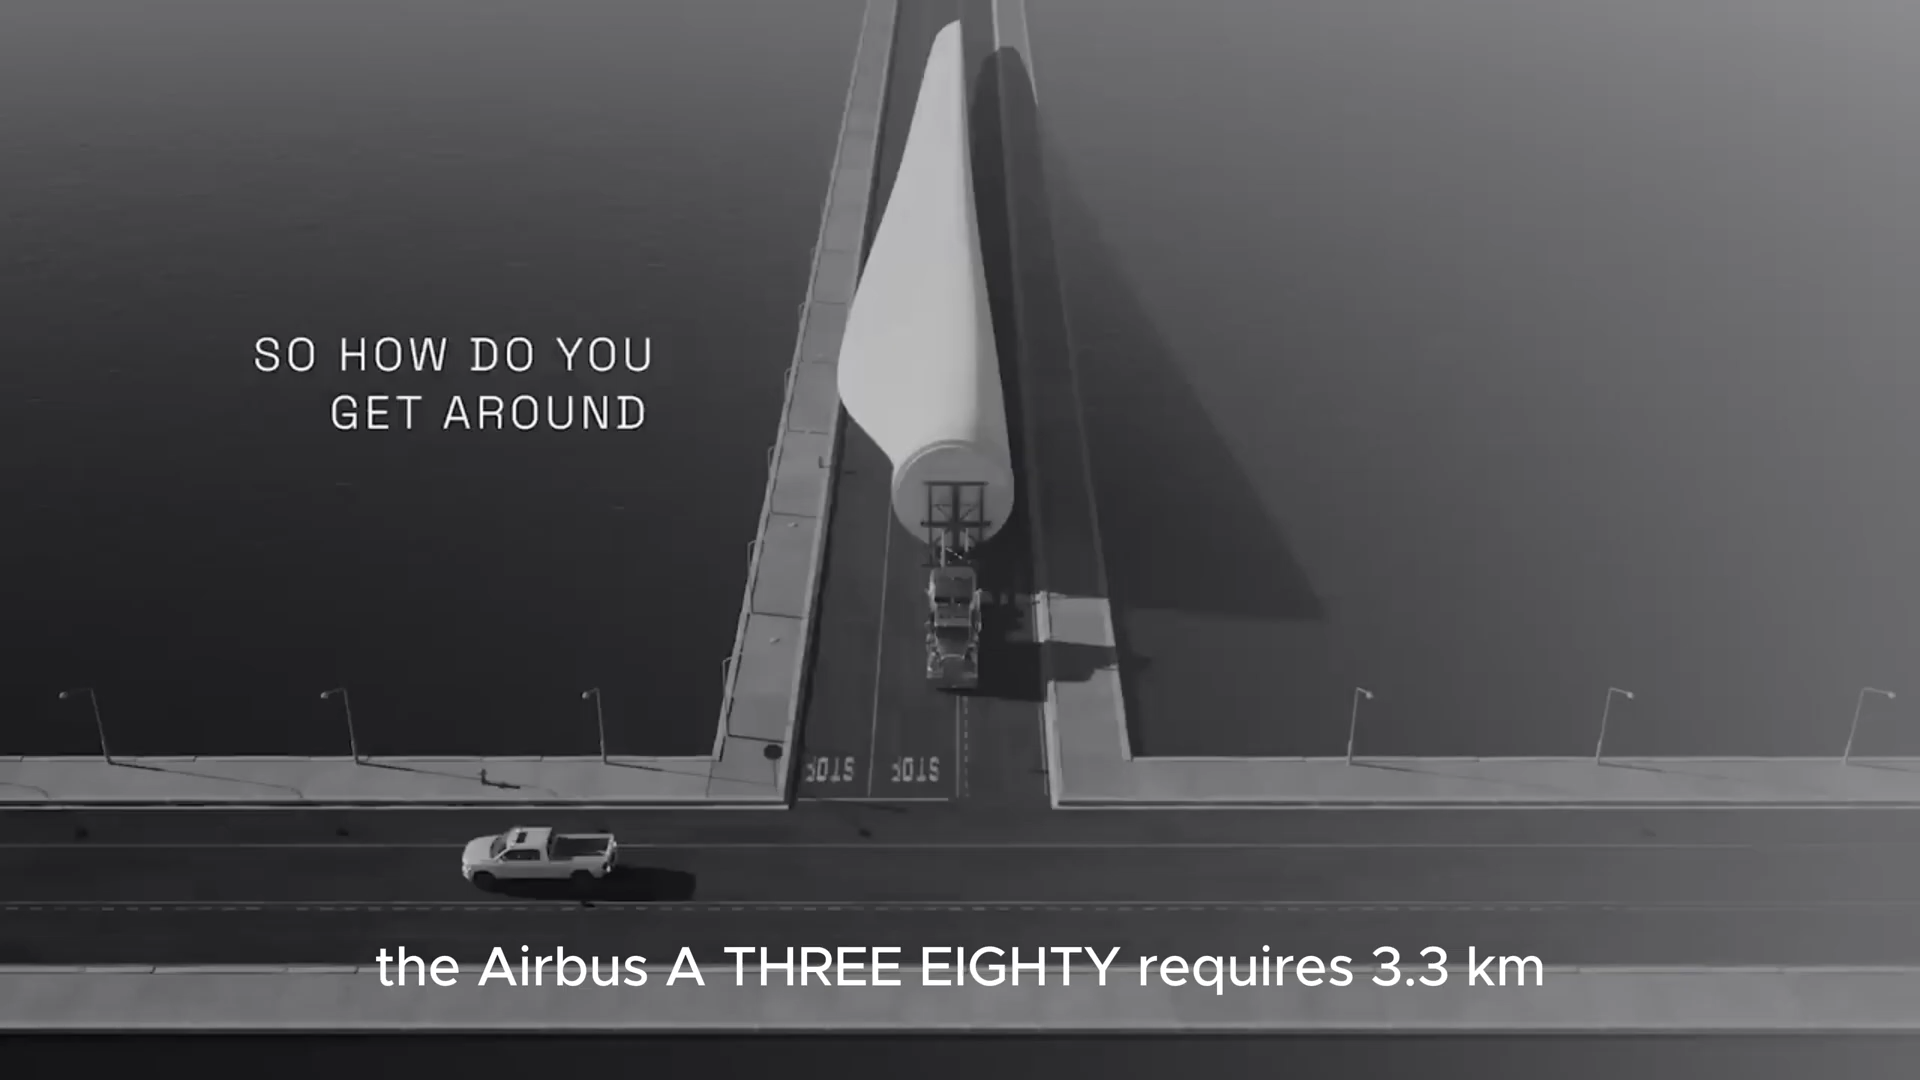 SO HOW DO YOU
GET AROUND
STOP STOP
the Airbus A THREE EIGHTY requires 3.3 km